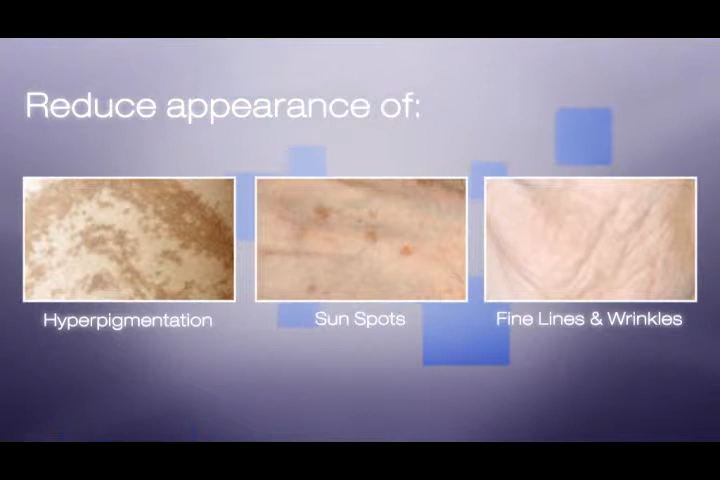 Reduce appearance of:
Hyperpigmentation
Sun Spots
Fine Lines & Wrinkles